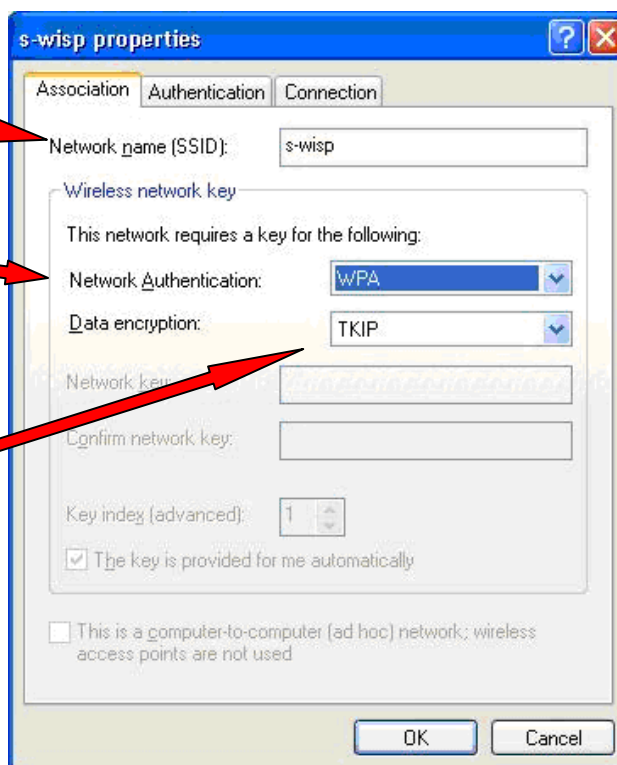 s-wisp properties
Association Authentication Connection
Network name (SSID): s-wisp
Wireless network key
This network requires a key for the following:
Network Authentication: WPA
Data encryption: TKIP
Network key:
Confirm network key:
Key index (advanced): 1
The key is provided for me automatically
This is a computer-to-computer (ad hoc) network; wireless
access points are not used
OK Cancel